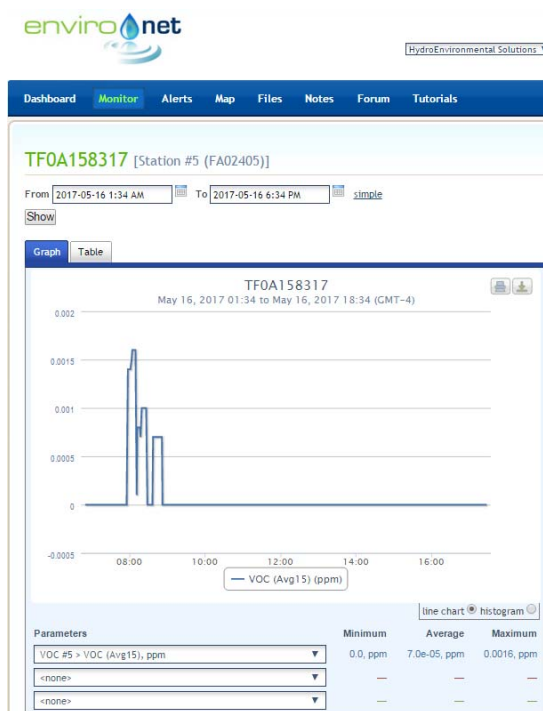 environet
HydroEnvironmental Solutions
Dashboard Monitor Alerts Map Files Notes Forum Tutorials
TF0A158317 [Station #5 (FA02405)]
From 2017-05-16 1:34 AM To 2017-05-16 6:34 PM simple
Show
Graph Table
TF0A158317
May 16, 2017 01:34 to May 16, 2017 18:34 (GMT-4)
0.002
0.0015
0.001
0.0005
0
-0.0005
08:00 10:00 12:00 14:00 16:00
VOC (Avg15) (ppm)
line chart histogram
Parameters Minimum Average Maximum
VOC #5 > VOC (Avg15), ppm 0.0, ppm 7.0e-05, ppm 0.0016, ppm
<none> — — —
<none> — — —